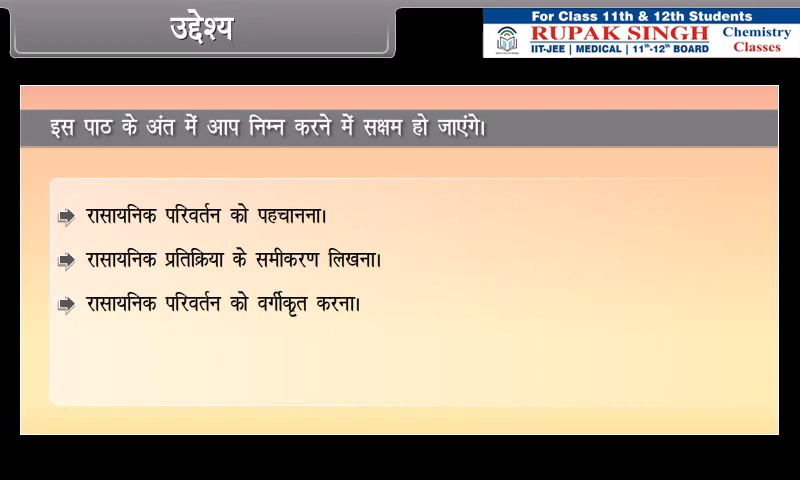 उद्देश्य
For Class 11th & 12th Students
RUPAK SINGH
IIT-JEE | MEDICAL | 11th-12th BOARD
Chemistry
Classes
इस पाठ के अंत में आप निम्न करने में सक्षम हो जाएंगे।
रासायनिक परिवर्तन को पहचानना।
रासायनिक प्रतिक्रिया के समीकरण लिखना।
रासायनिक परिवर्तन को वर्गीकृत करना।